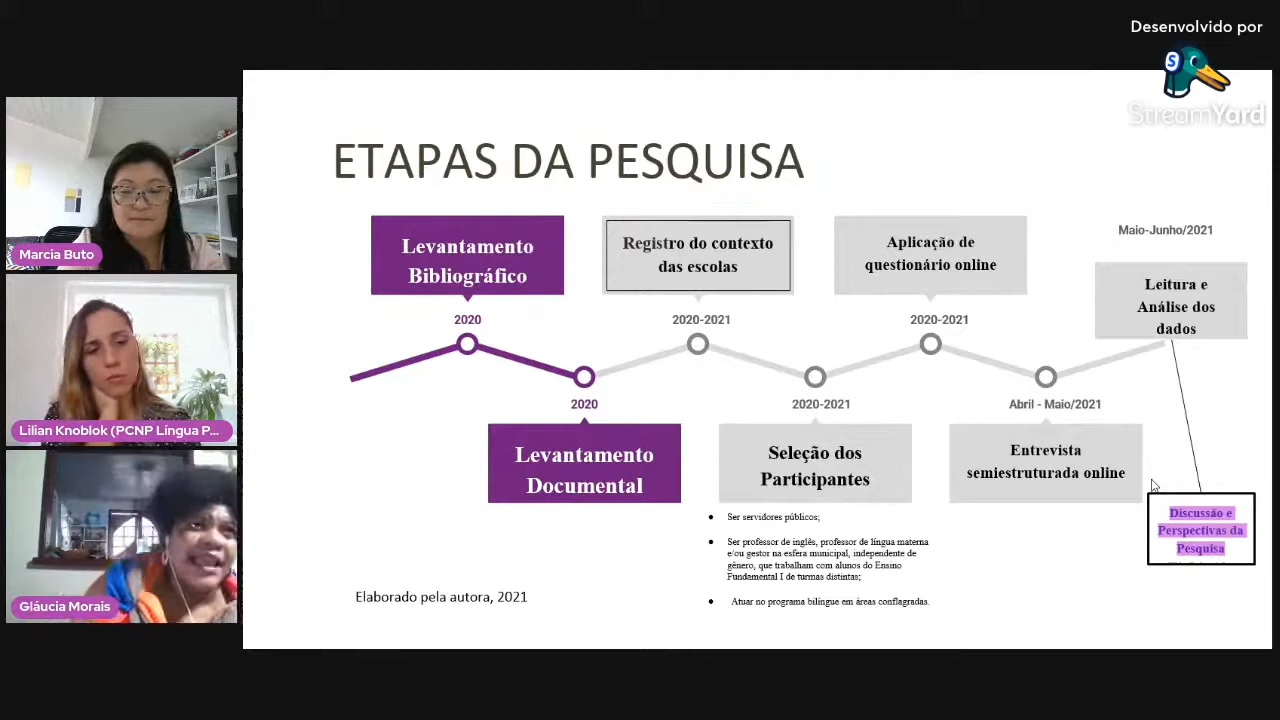 Desenvolvido por
S
StreamYard
Marcia Buto
Lilian Knoblok (PCNP Língua P...
Gláucia Morais
ETAPAS DA PESQUISA
Levantamento
Bibliográfico
2020
Levantamento
Documental
2020
Registro do contexto
das escolas
2020-2021
Seleção dos
Participantes
2020-2021
Ser servidores públicos;
Ser professor de inglês, professor de língua materna
e/ou gestor na esfera municipal, independente de
gênero, que trabalham com alunos do Ensino
Fundamental I de turmas distintas;
Atuar no programa bilíngue em áreas conflagradas.
Aplicação de
questionário online
2020-2021
Abril - Maio/2021
Entrevista
semiestruturada online
Maio-Junho/2021
Leitura e
Análise dos
dados
Discussão e
Perspectivas da
Pesquisa
Elaborado pela autora, 2021